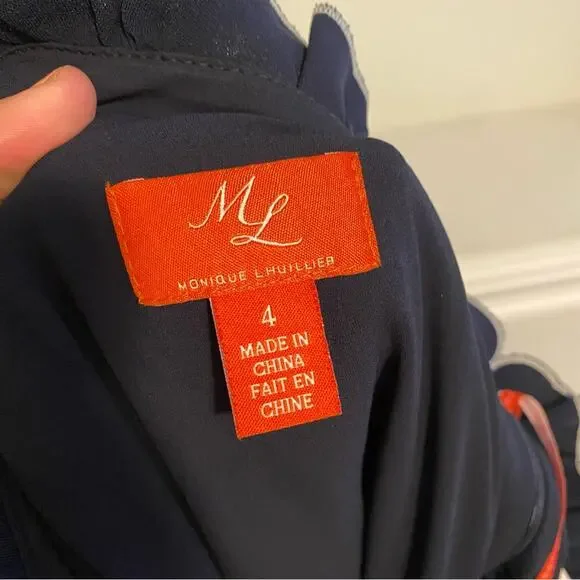 ML
MONIQUE LHUILLIER
4
MADE IN
CHINA
FAIT EN
CHINE